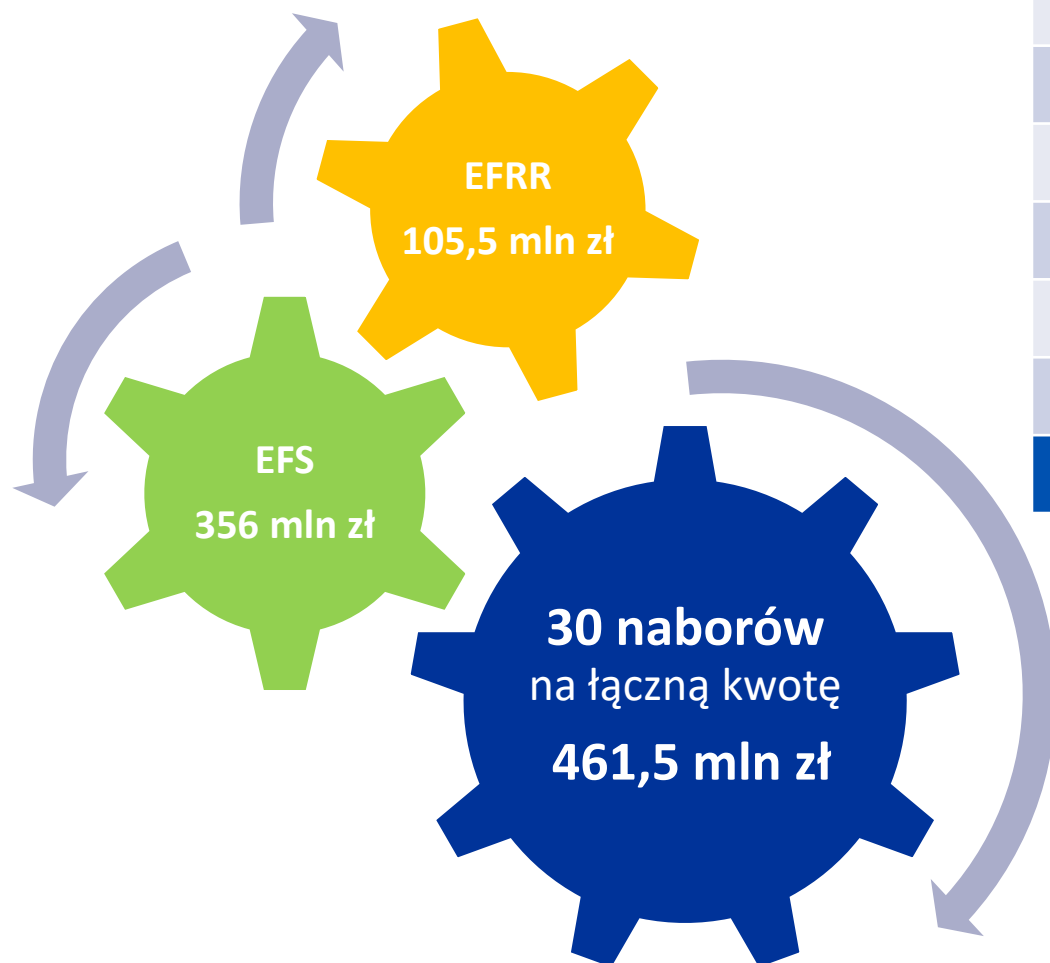 EFRR
105,5 mln zł
EFS
356 mln zł
30 naborów
na łączną kwotę
461,5 mln zł